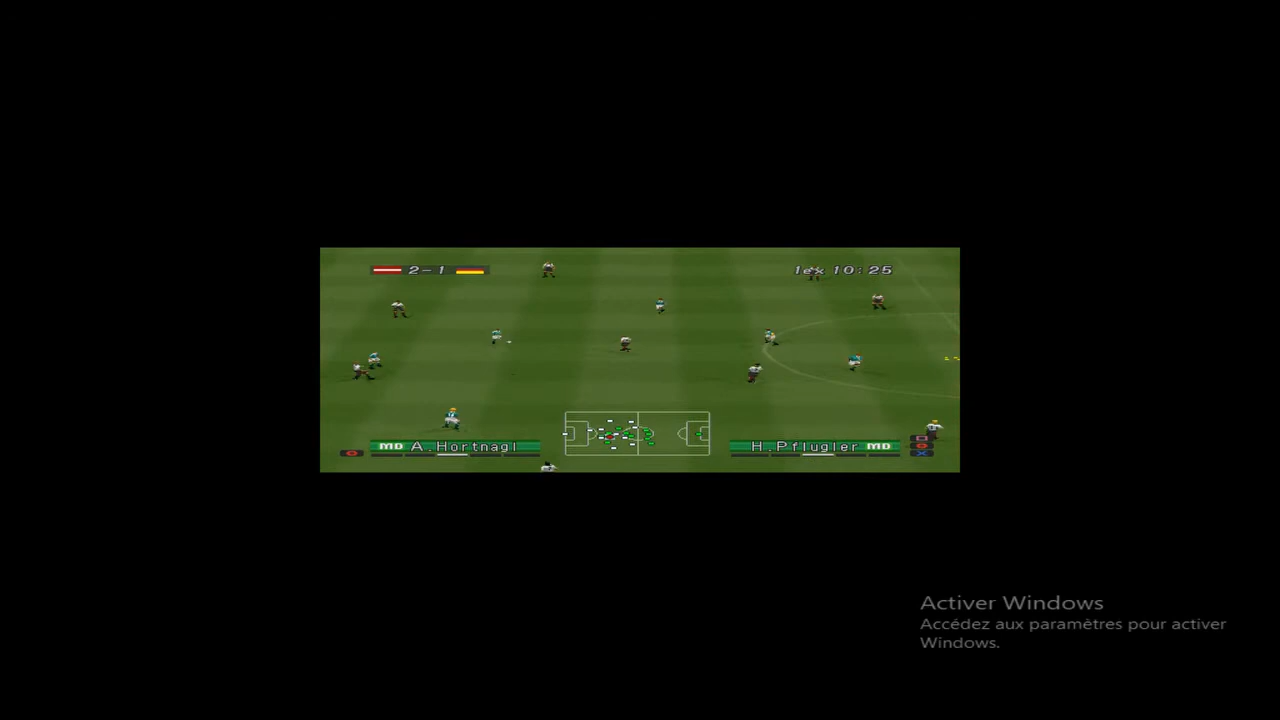 2-1
1ex 10:25
MD A.Hortnagl
H.Pflugler MD
Activer Windows
Accédez aux paramètres pour activer
Windows.